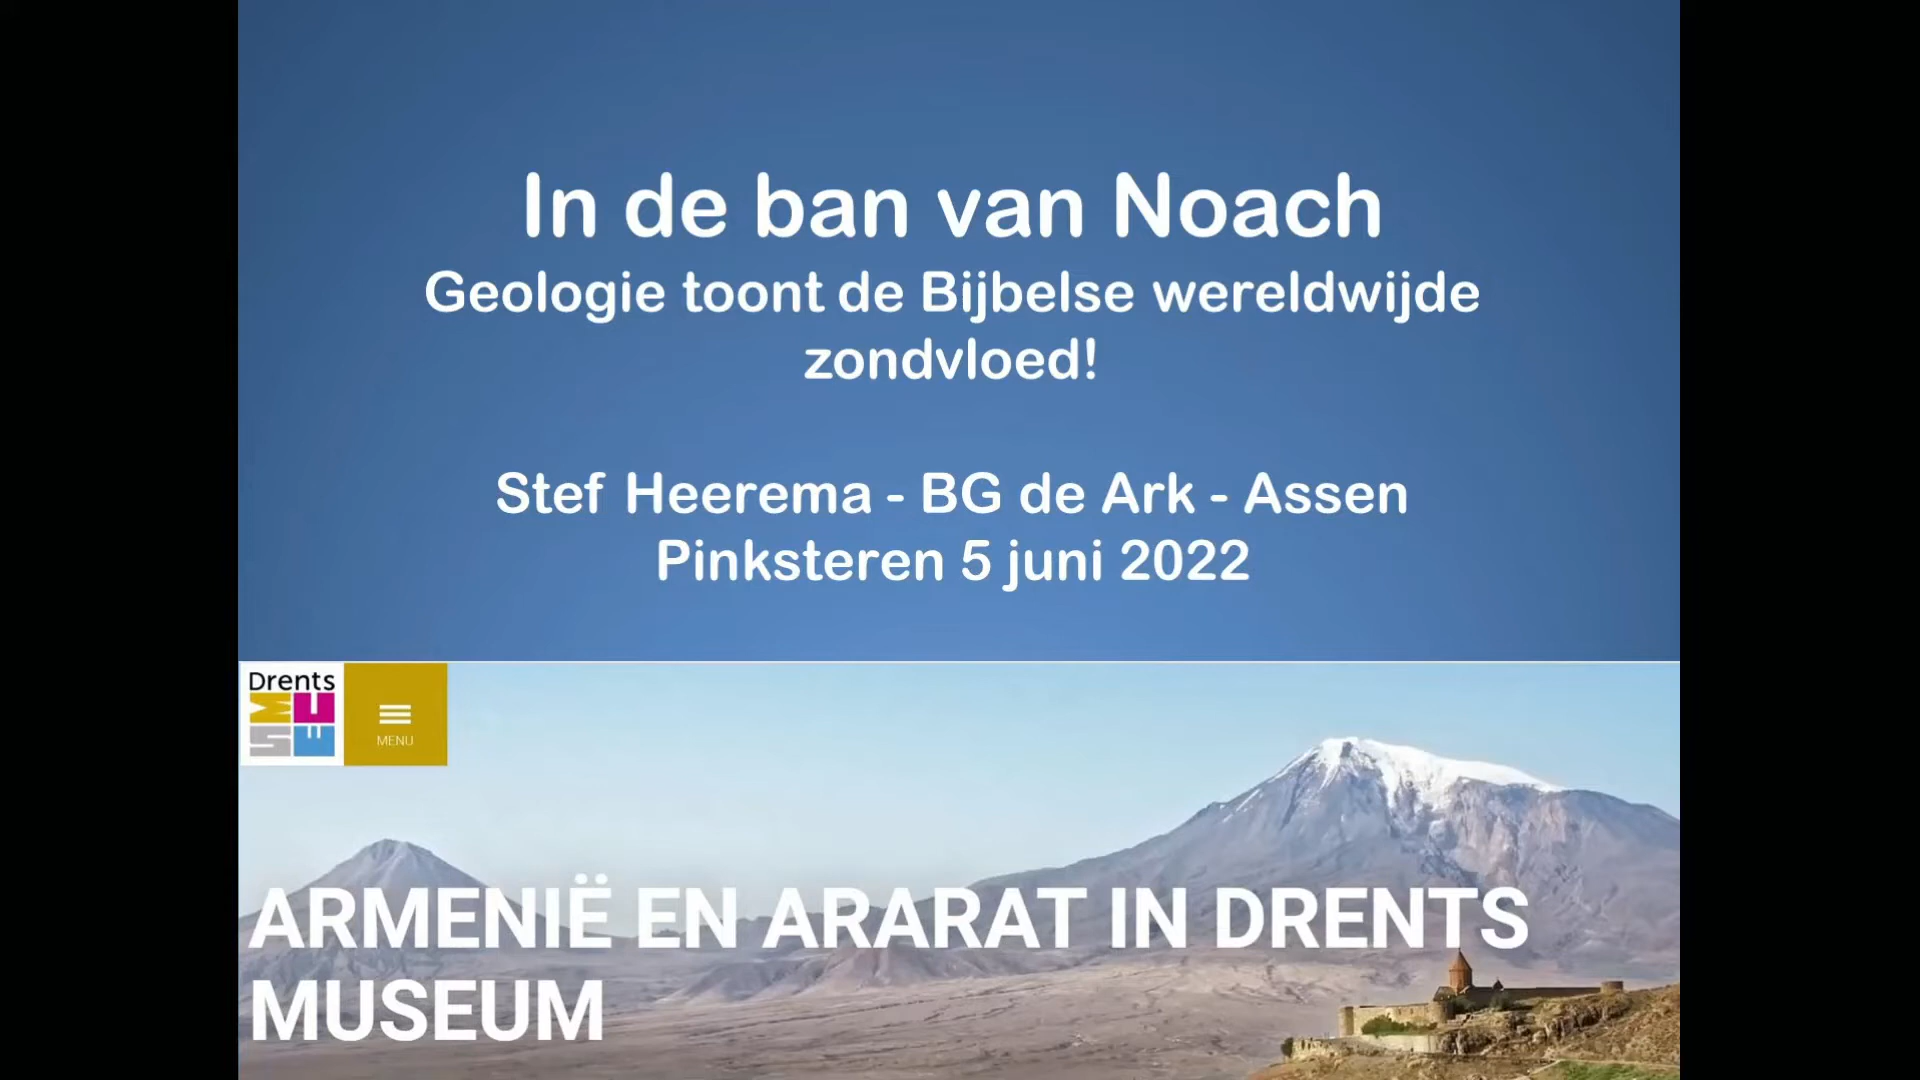 In de ban van Noach
Geologie toont de Bijbelse wereldwijde
zondvloed!
Stef Heerema - BG de Ark - Assen
Pinksteren 5 juni 2022
Drents
MUSE
MENU
ARMENIË EN ARARAT IN DRENTS
MUSEUM